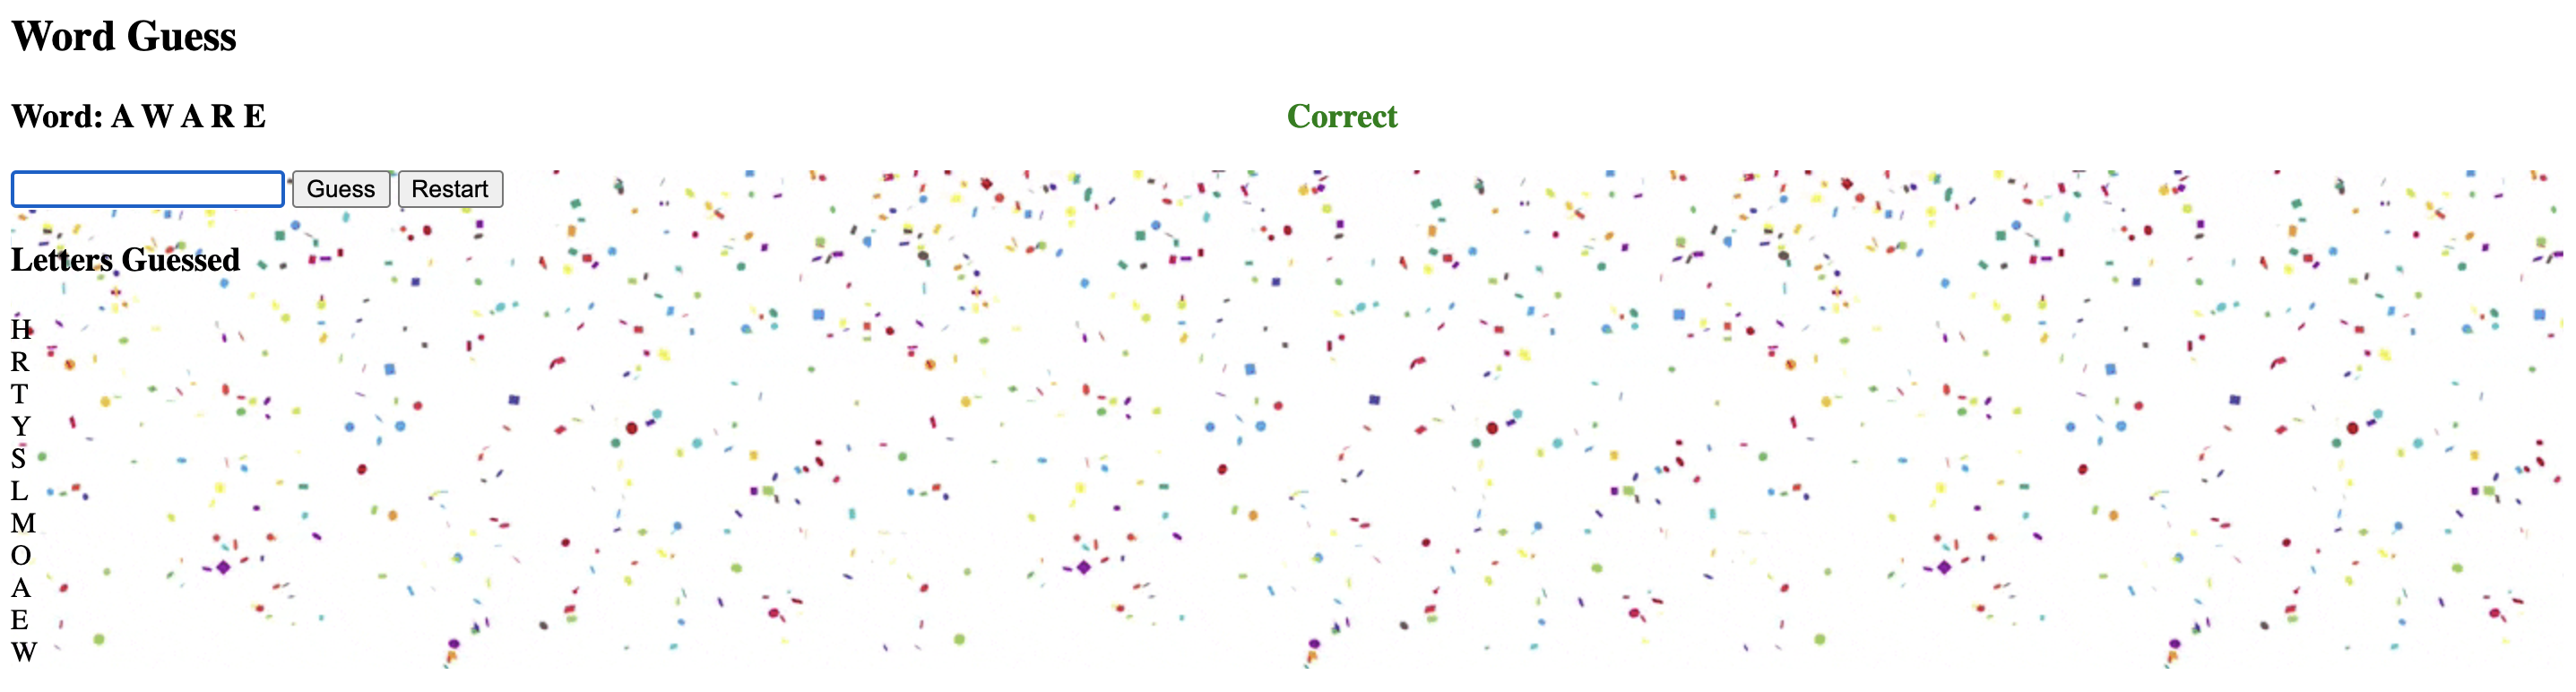 Word Guess
Word: A W A R E
Correct
Guess Restart
Letters Guessed
H
R
T
Y
S
L
M
O
A
E
W